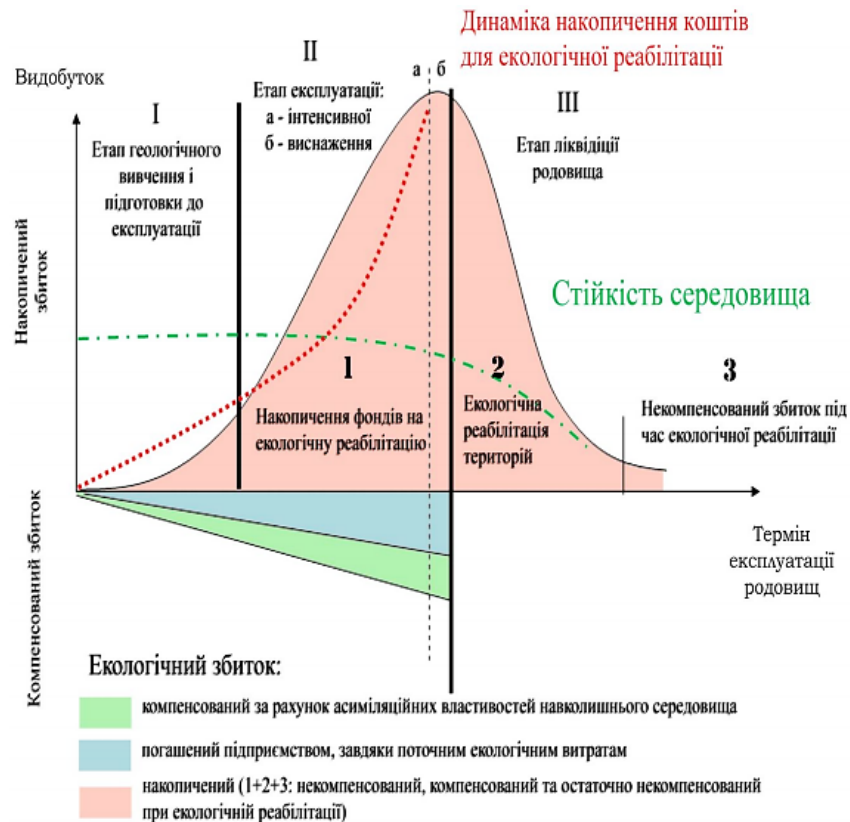 Динаміка накопичення коштів
для екологічної реабілітації
Видобуток
I
Етап геологічного
вивчення і
підготовки до
експлуатації
II
Етап експлуатації:
а - інтенсивної
б - виснаження
а
б
III
Етап ліквідіції
родовища
Накопичений
збиток
Стійкість середовища
1
Накопичення фондів на
екологічну реабілітацію
2
Екологічна
реабілітація
територій
3
Некомпенсований збиток під
час екологічної реабілітації
Термін
експлуатації
родовищ
Компенсований збиток
Екологічний збиток:
компенсований за рахунок асиміляційних властивостей навколишнього середовища
погашений підприємством, завдяки поточним екологічним витратам
накопичений (1+2+3: некомпенсований, компенсований та остаточно некомпенсований
при екологічній реабілітації)